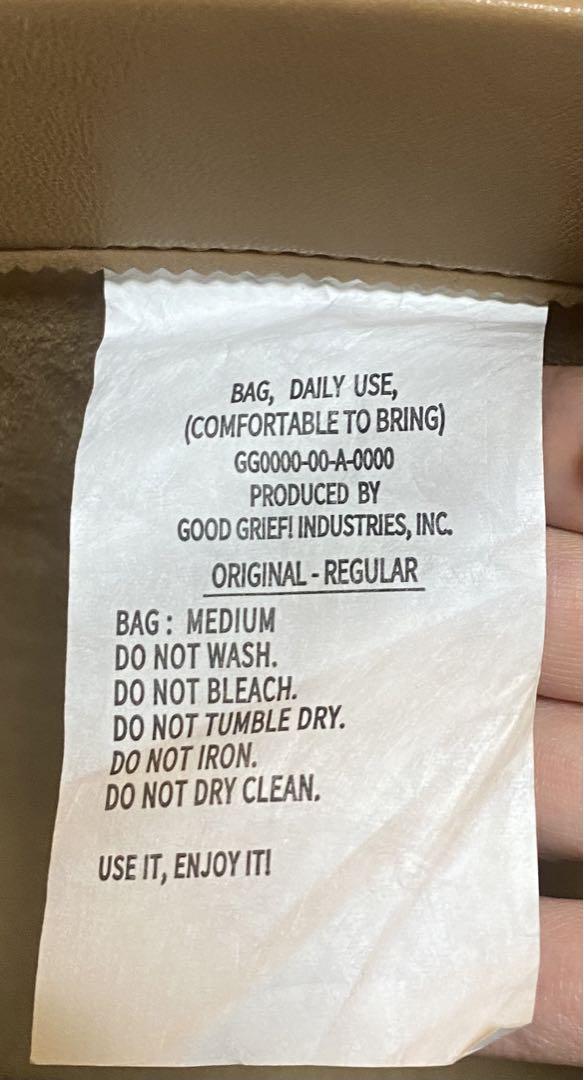 BAG, DAILY USE,
(COMFORTABLE TO BRING)
GG0000-00-A-0000
PRODUCED BY
GOOD GRIEF! INDUSTRIES, INC.
ORIGINAL - REGULAR
BAG : MEDIUM
DO NOT WASH.
DO NOT BLEACH.
DO NOT TUMBLE DRY.
DO NOT IRON.
DO NOT DRY CLEAN.
USE IT, ENJOY IT!